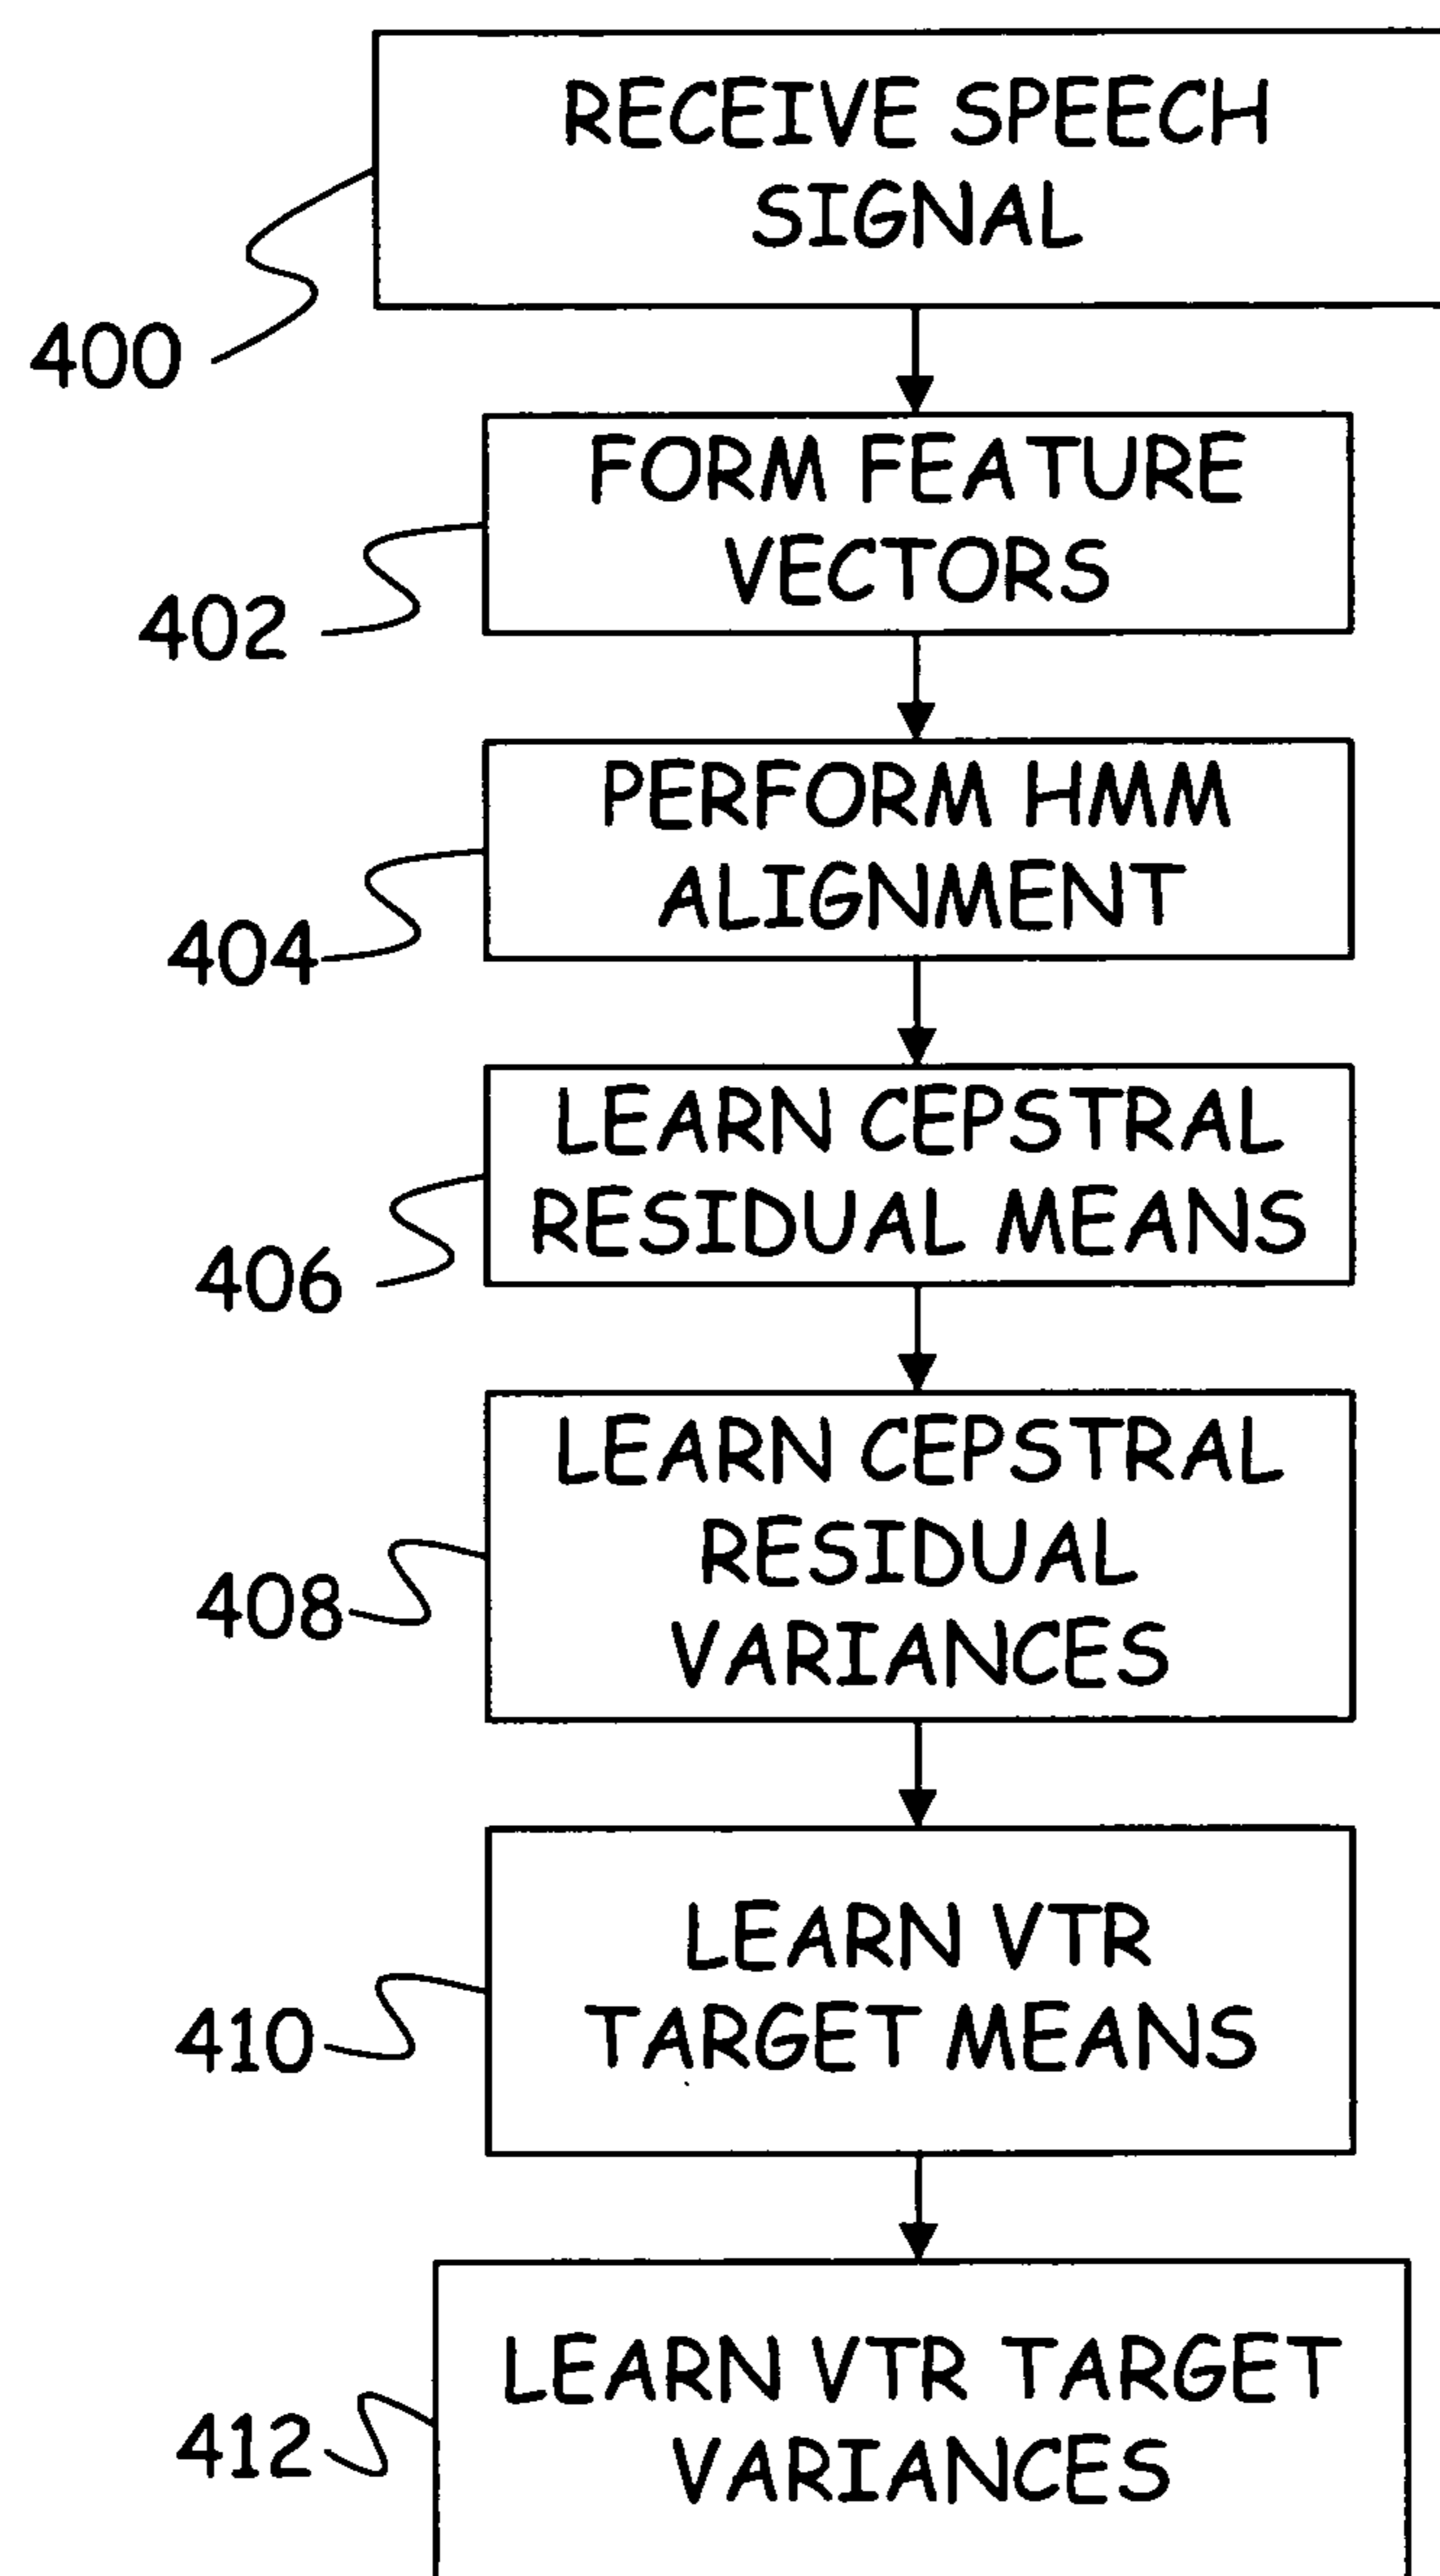 RECEIVE SPEECH
SIGNAL
400
FORM FEATURE
VECTORS
402
PERFORM HMM
ALIGNMENT
404
LEARN CEPSTRAL
RESIDUAL MEANS
406
LEARN CEPSTRAL
RESIDUAL
VARIANCES
408
LEARN VTR
TARGET MEANS
410
LEARN VTR TARGET
VARIANCES
412